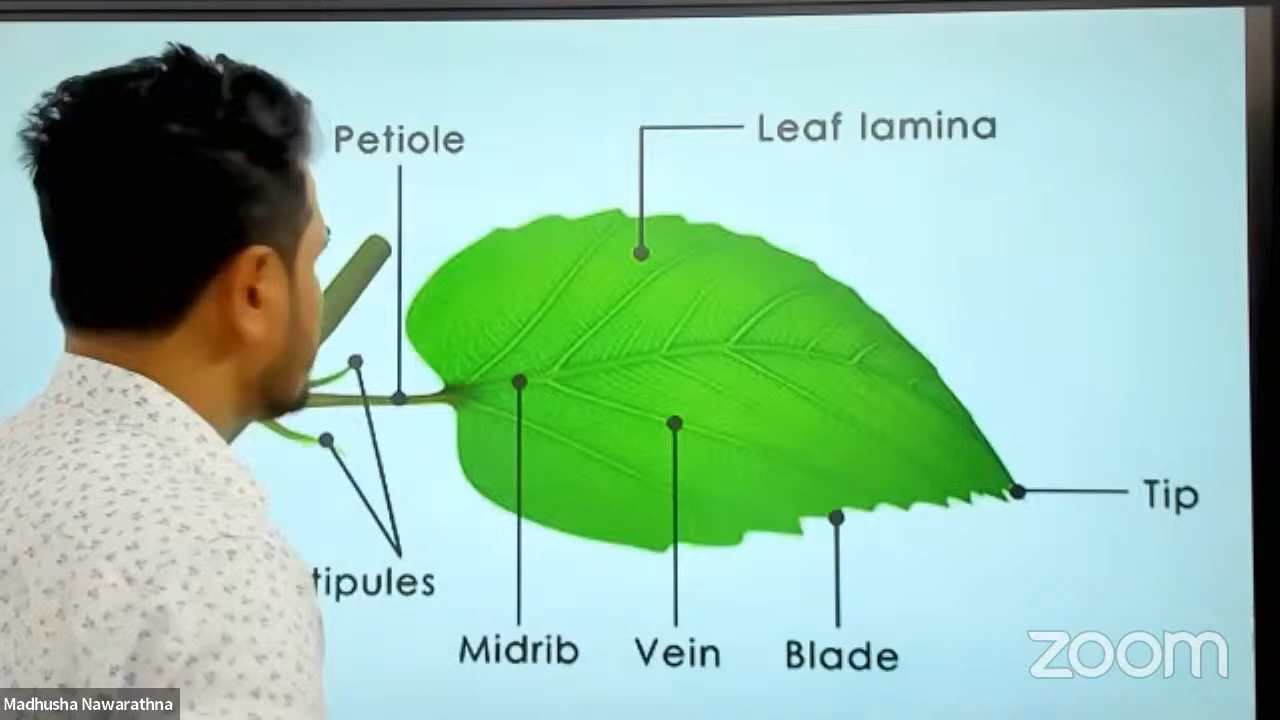 Petiole
Leaf lamina
Tip
tipules
Midrib
Vein
Blade
zoom
Madhusha Nawarathna